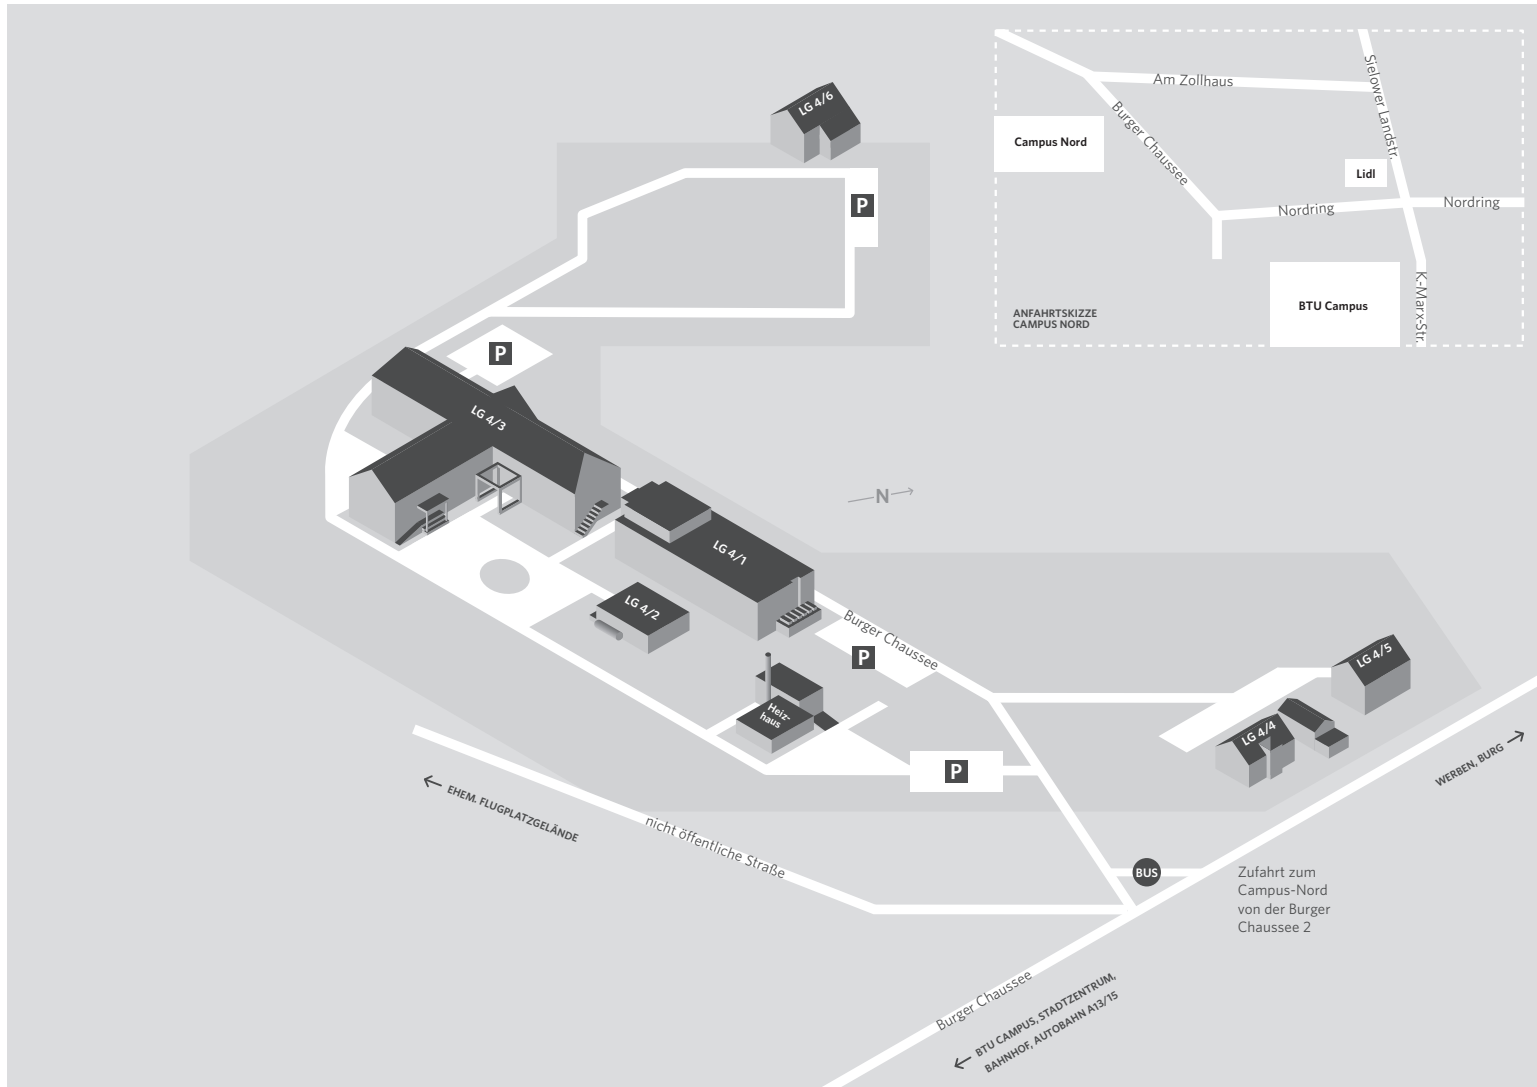 LG 4/6
P
P
LG 4/3
LG 4/1
LG 4/2
N
Burger Chaussee
P
Heiz-
haus
P
LG 4/5
LG 4/4
WERBEN, BURG
EHEM. FLUGPLATZGELÄNDE
nicht öffentliche Straße
BUS
Zufahrt zum
Campus-Nord
von der Burger
Chaussee 2
Burger Chaussee
BTU CAMPUS, STADTZENTRUM,
BAHNHOF, AUTOBAHN A13/15
Am Zollhaus
Sielower Landstr.
Burger Chaussee
Campus Nord
Lidl
Nordring
Nordring
BTU Campus
K.-Marx-Str.
ANFAHRTSKIZZE
CAMPUS NORD